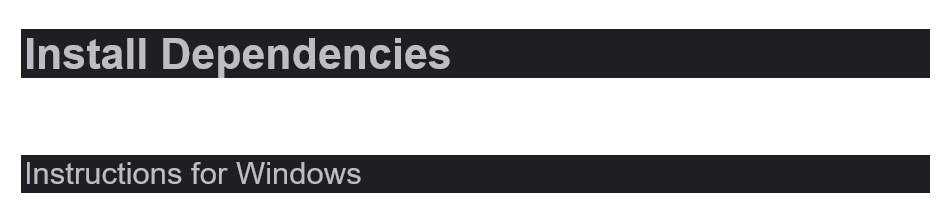 Install Dependencies
Instructions for Windows